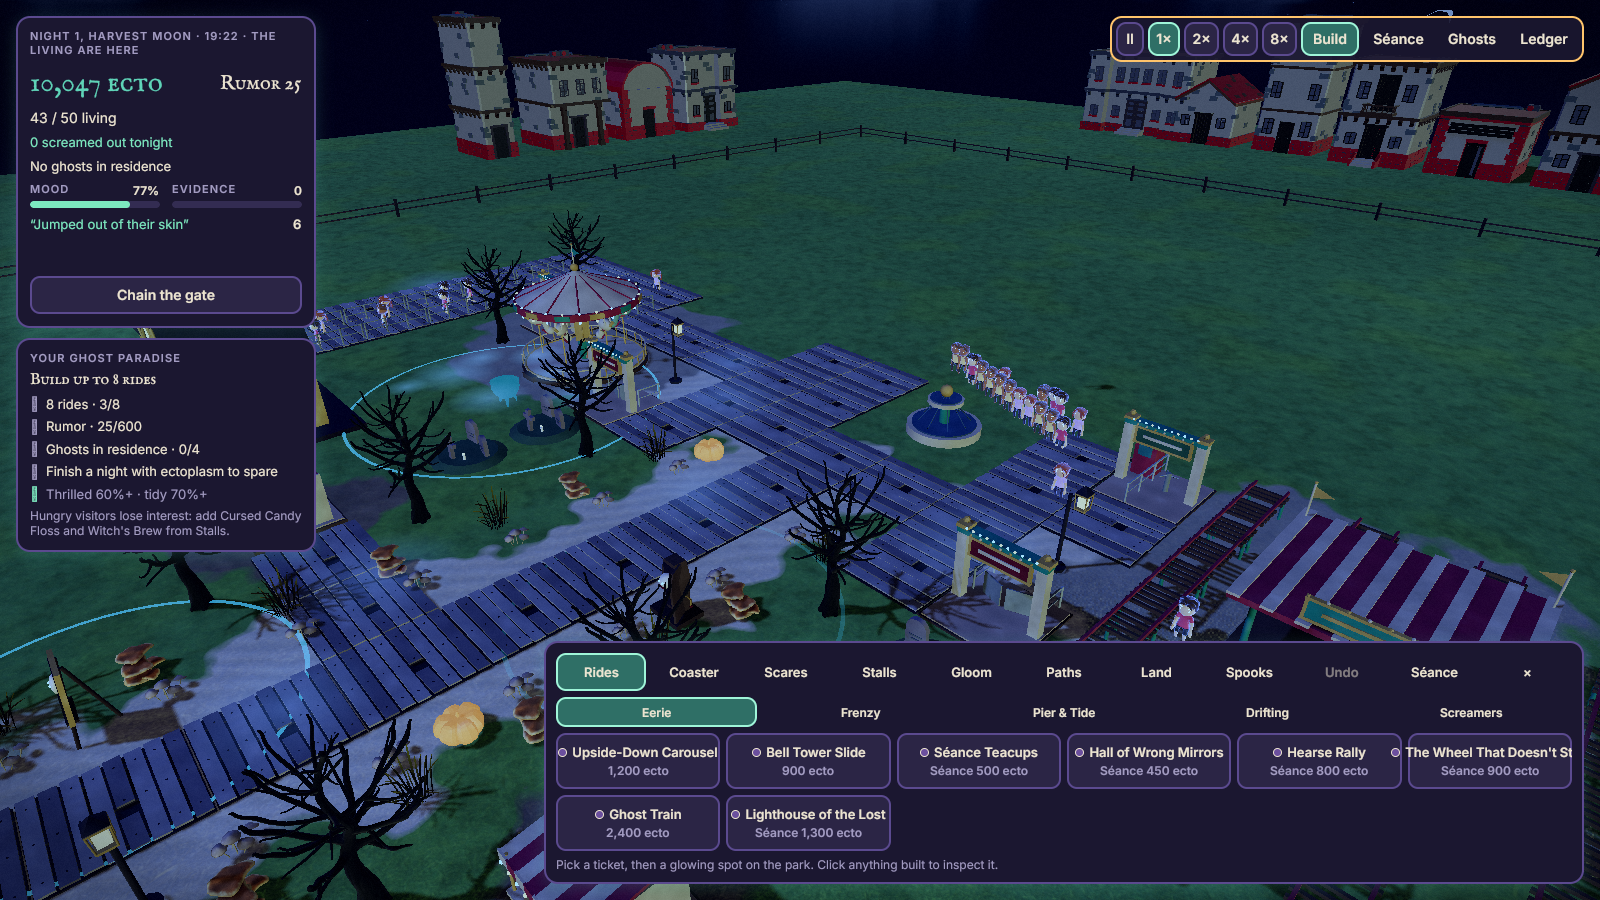 NIGHT 1, HARVEST MOON · 19:22 · THE
LIVING ARE HERE
10,047 ECTO
Rumor 25
43 / 50 living
0 screamed out tonight
No ghosts in residence
MOOD 77% EVIDENCE 0
“Jumped out of their skin” 6
Chain the gate
YOUR GHOST PARADISE
Build up to 8 rides
8 rides · 3/8
Rumor · 25/600
Ghosts in residence · 0/4
Finish a night with ectoplasm to spare
Thrilled 60%+ · tidy 70%+
Hungry visitors lose interest: add Cursed Candy
Floss and Witch's Brew from Stalls.
II 1× 2× 4× 8× Build Séance Ghosts Ledger
Rides Coaster Scares Stalls Gloom Paths Land Spooks Undo Séance ×
Eerie Frenzy Pier & Tide Drifting Screamers
Upside-Down Carousel
1,200 ecto
Bell Tower Slide
900 ecto
Séance Teacups
Séance 500 ecto
Hall of Wrong Mirrors
Séance 450 ecto
Hearse Rally
Séance 800 ecto
The Wheel That Doesn't St
Séance 900 ecto
Ghost Train
2,400 ecto
Lighthouse of the Lost
Séance 1,300 ecto
Pick a ticket, then a glowing spot on the park. Click anything built to inspect it.